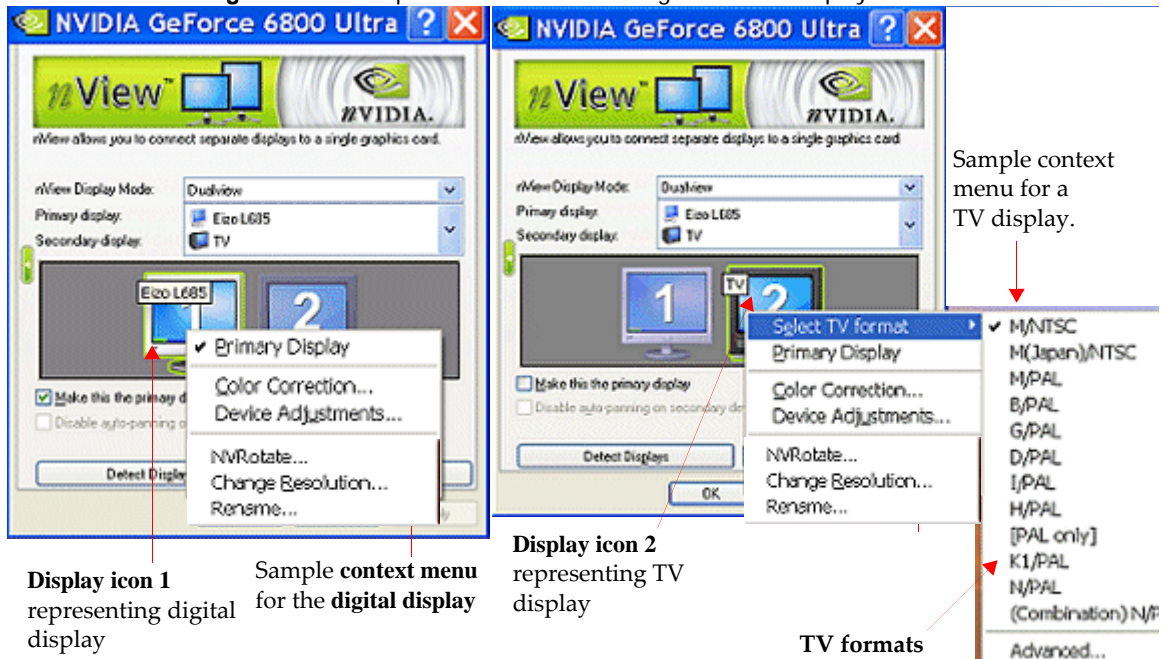 NVIDIA GeForce 6800 Ultra
nView™
NVIDIA.
nView allows you to connect separate displays to a single graphics card.
nView Display Mode: Dualview
Primary display: Eizo L685
Secondary display: TV
Eizo L685
1
2
Primary Display
Color Correction...
Device Adjustments...
NVRotate...
Change Resolution...
Rename...
Make this the primary d
Disable auto-panning o
Detect Display
Display icon 1
representing digital
display
Sample context menu
for the digital display
NVIDIA GeForce 6800 Ultra
nView™
NVIDIA.
nView allows you to connect separate displays to a single graphics card
nView Display Mode: Dualview
Primary display: Eizo L685
Secondary display: TV
TV
1
2
Select TV format
Primary Display
Color Correction...
Device Adjustments...
NVRotate...
Change Resolution...
Rename...
Make this the primary display
Disable auto-panning on secondary de
Detect Displays
OK
Display icon 2
representing TV
display
Sample context
menu for a
TV display.
M/NTSC
M(Japan)/NTSC
M/PAL
B/PAL
G/PAL
D/PAL
I/PAL
H/PAL
[PAL only]
K1/PAL
N/PAL
(Combination) N/P
Advanced...
TV formats